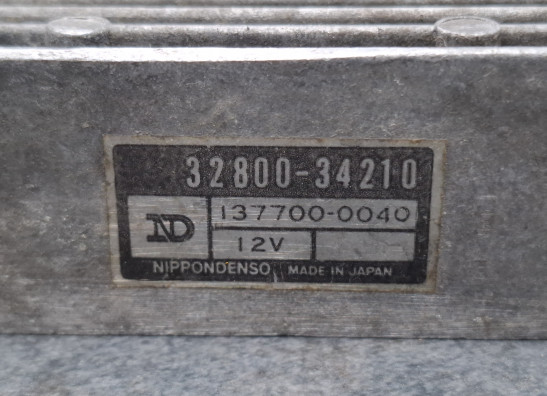 32800-34210
ND
137700-0040
12V
NIPPONDENSO MADE IN JAPAN